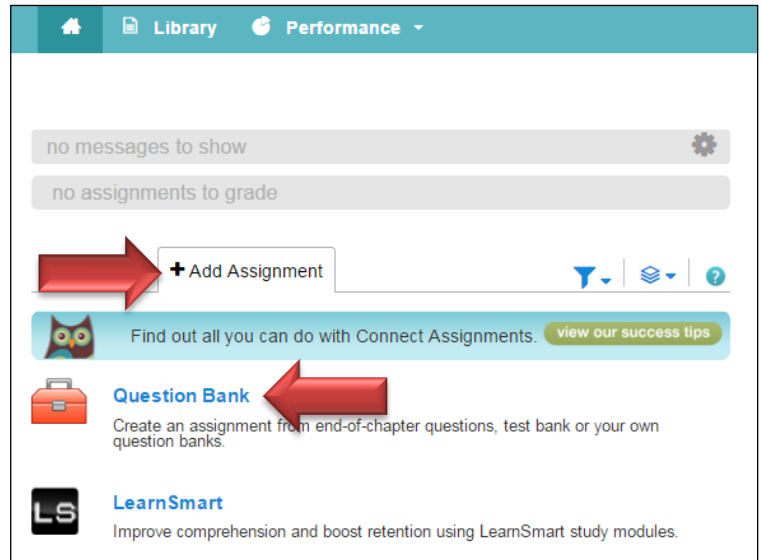 Library Performance
no messages to show
no assignments to grade
+ Add Assignment
?
Find out all you can do with Connect Assignments. view our success tips
Question Bank
Create an assignment from end-of-chapter questions, test bank or your own
question banks.
LS
LearnSmart
Improve comprehension and boost retention using LearnSmart study modules.